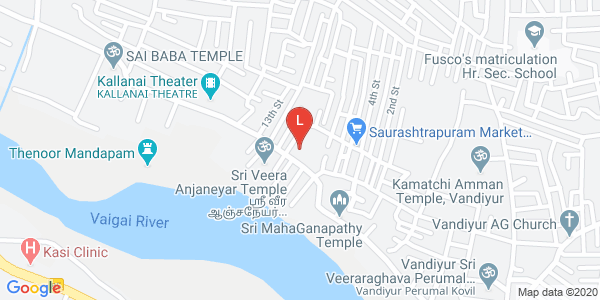 SAI BABA TEMPLE
Kallanai Theater
KALLANAI THEATRE
Fusco's matriculation
Hr. Sec. School
13th St
4th St
2nd St
L
Saurashtrapuram Market...
Thenoor Mandapam
Sri Veera
Anjaneyar Temple
ஸ்ரீ வீர
ஆஞ்சநேயர்...
Kamatchi Amman
Temple, Vandiyur
Vaigai River
Sri MahaGanapathy
Temple
Vandiyur AG Church
H
Kasi Clinic
Vandiyur Sri
Veeraraghava Perumal...
Vandiyur Perumal Kovil
Google
Map data ©2020